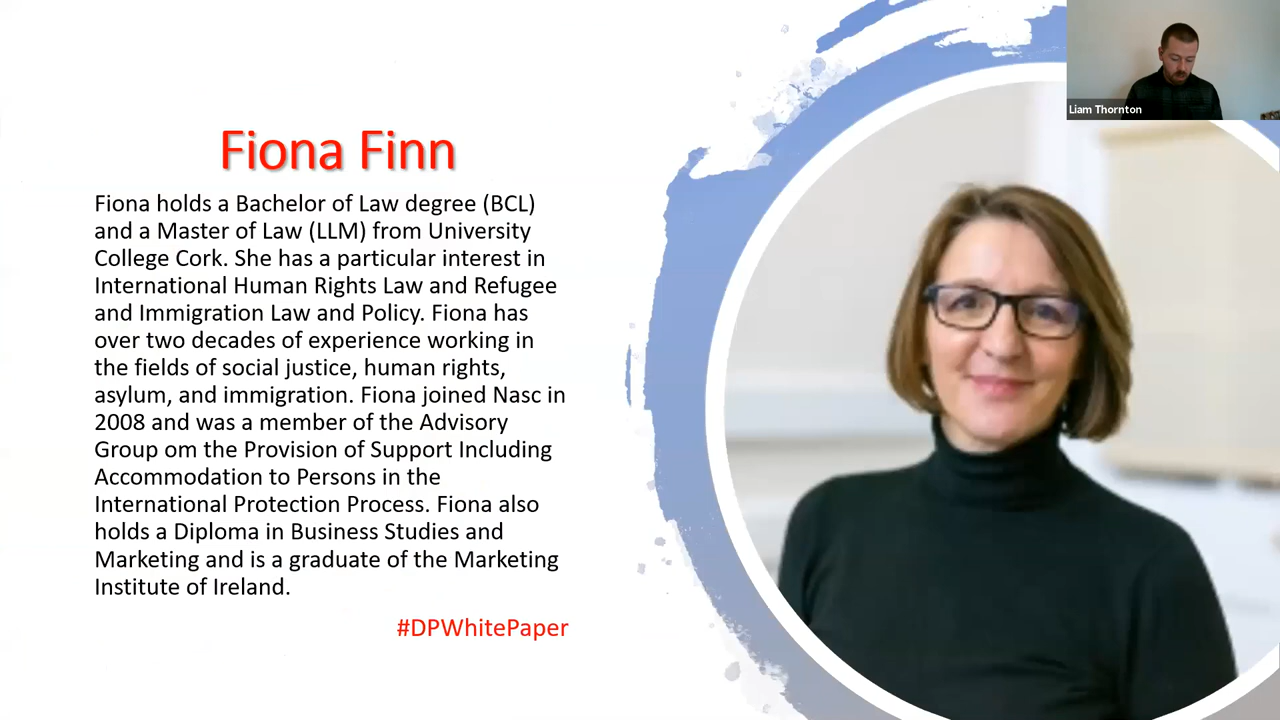 Fiona Finn
Fiona holds a Bachelor of Law degree (BCL)
and a Master of Law (LLM) from University
College Cork. She has a particular interest in
International Human Rights Law and Refugee
and Immigration Law and Policy. Fiona has
over two decades of experience working in
the fields of social justice, human rights,
asylum, and immigration. Fiona joined Nasc in
2008 and was a member of the Advisory
Group om the Provision of Support Including
Accommodation to Persons in the
International Protection Process. Fiona also
holds a Diploma in Business Studies and
Marketing and is a graduate of the Marketing
Institute of Ireland.
#DPWhitePaper
Liam Thornton